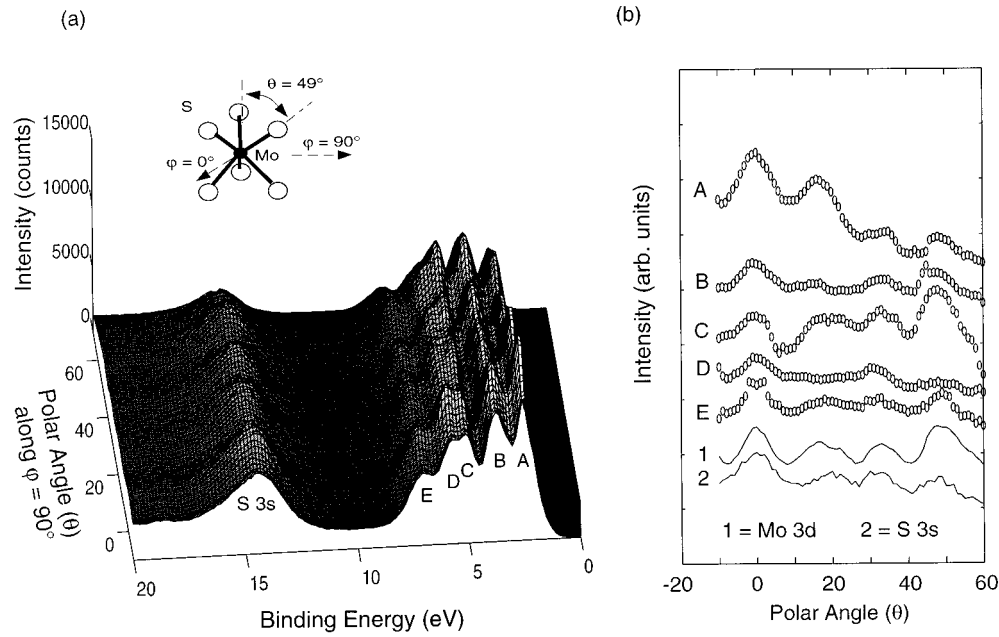 (a)
Intensity (counts)
15000
10000
5000
0
θ = 49°
S
φ = 90°
Mo
φ = 0°
60
40
20
0
Polar Angle (θ)
along φ = 90°
S 3s
E
D
C
B
A
20
15
10
5
0
Binding Energy (eV)
(b)
Intensity (arb. units)
A
B
C
D
E
1
2
1 = Mo 3d 2 = S 3s
-20
0
20
40
60
Polar Angle (θ)